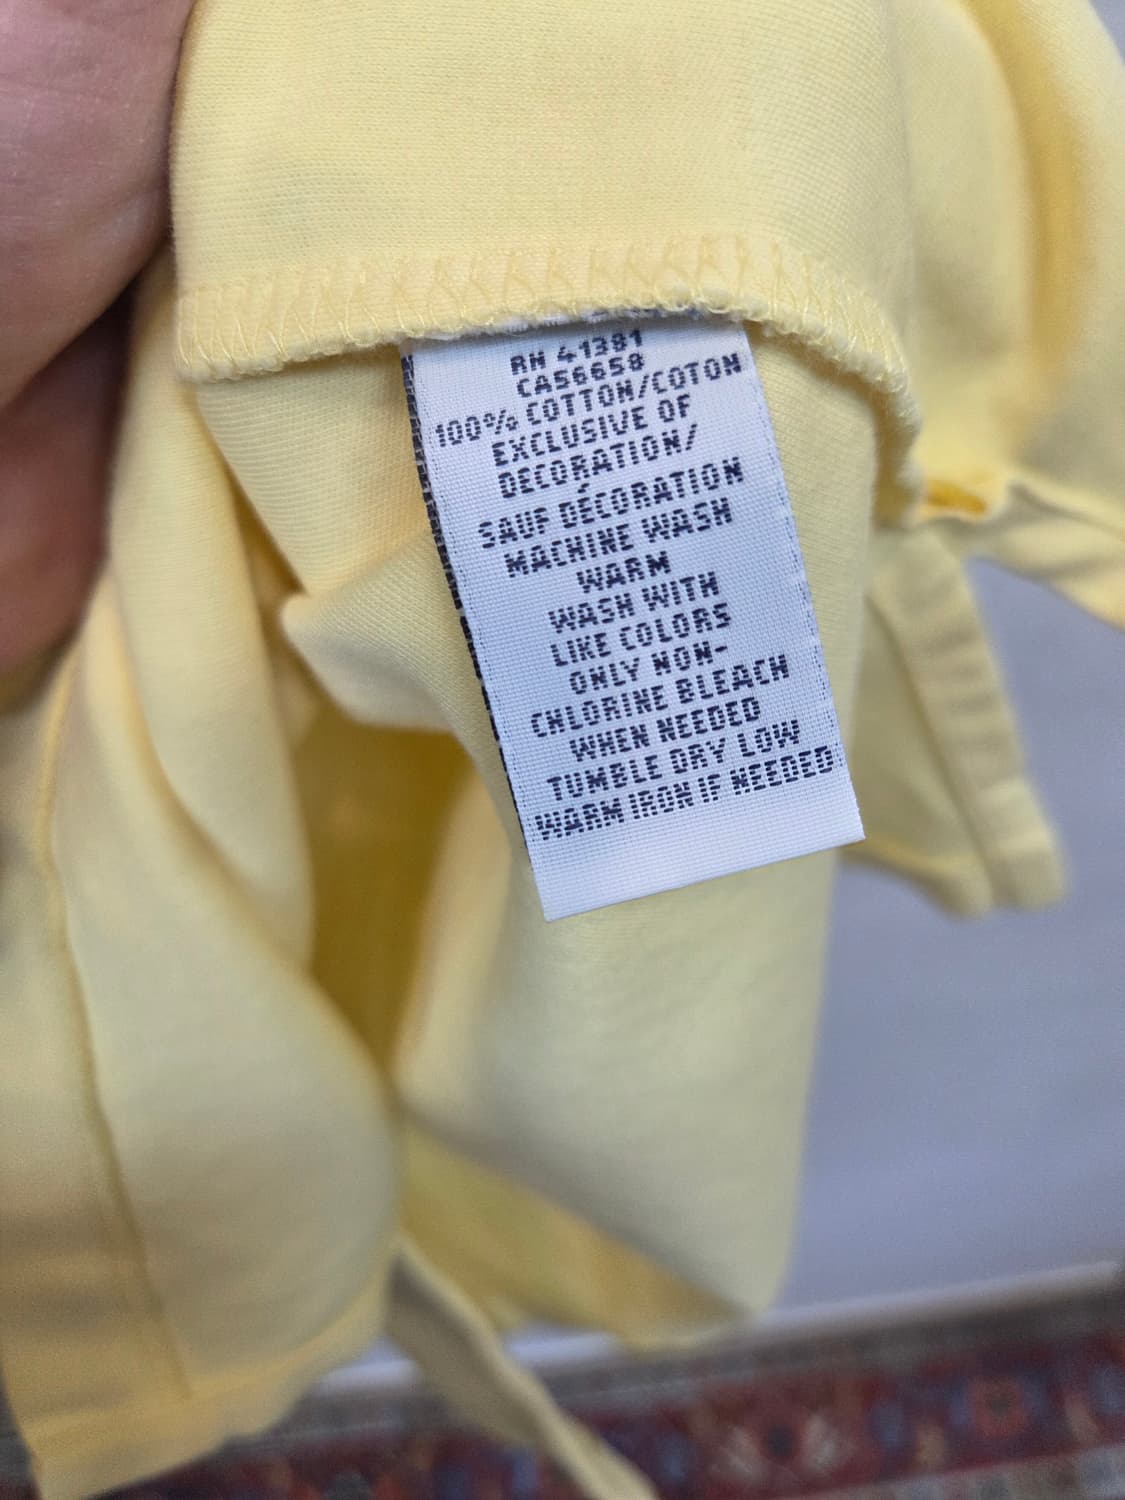 RN 41381
CA56658
100% COTTON/COTON
EXCLUSIVE OF
DECORATION/
SAUF DÉCORATION
MACHINE WASH
WARM
WASH WITH
LIKE COLORS
ONLY NON-
CHLORINE BLEACH
WHEN NEEDED
TUMBLE DRY LOW
WARM IRON IF NEEDED